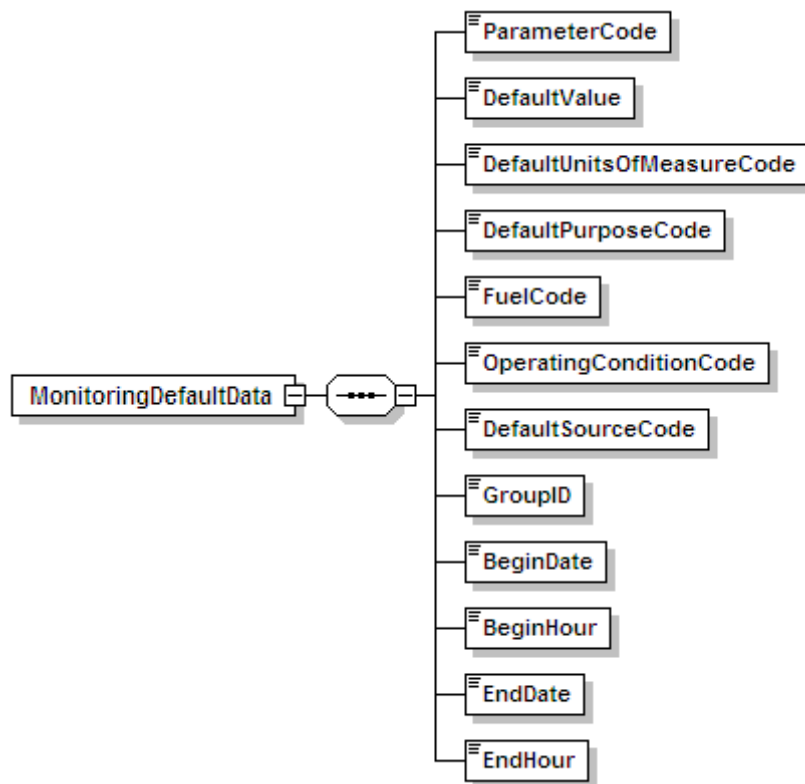 ParameterCode
DefaultValue
DefaultUnitsOfMeasureCode
DefaultPurposeCode
FuelCode
OperatingConditionCode
MonitoringDefaultData
DefaultSourceCode
GroupID
BeginDate
BeginHour
EndDate
EndHour